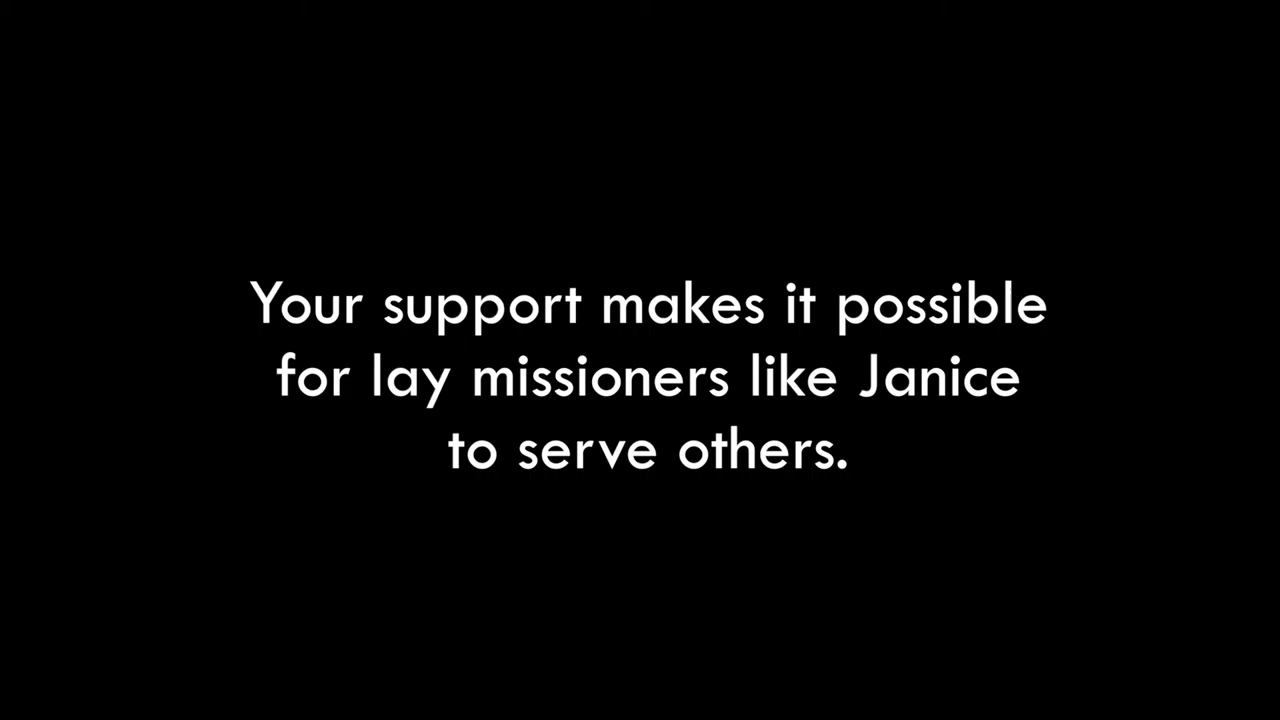 Your support makes it possible
for lay missioners like Janice
to serve others.